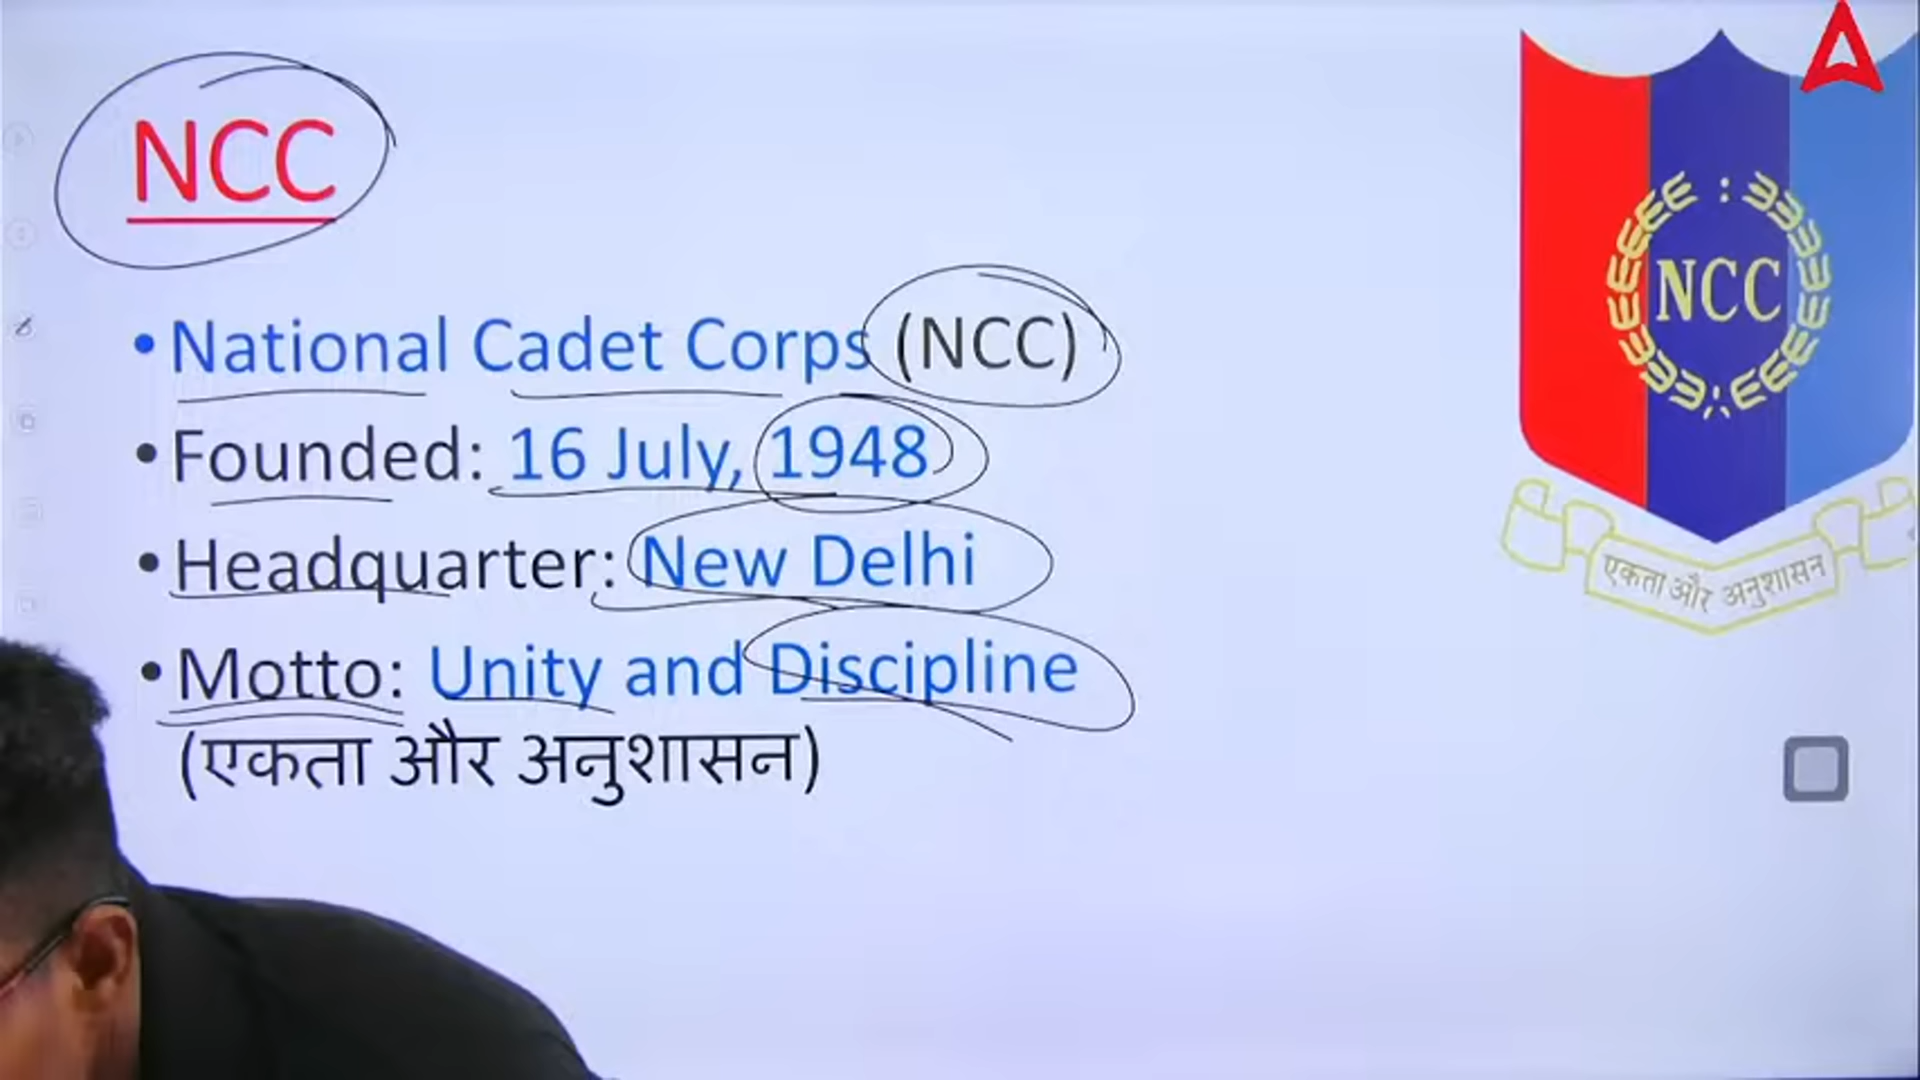 NCC
• National Cadet Corps (NCC)
• Founded: 16 July, 1948
• Headquarter: New Delhi
• Motto: Unity and Discipline
(एकता और अनुशासन)
NCC
एकता और अनुशासन